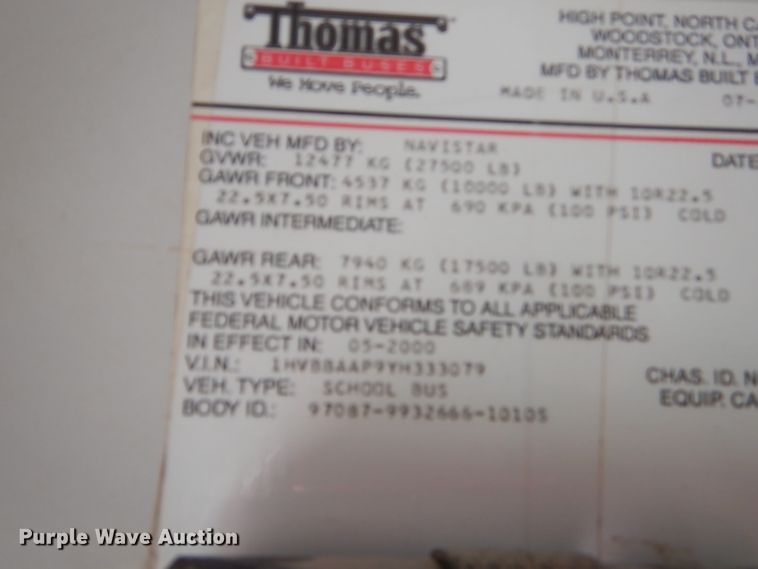 Thomas
BUILT BUSES
We Move People.
HIGH POINT, NORTH
WOODSTOCK,
MONTERREY, N.L.,
MFD BY THOMAS BUILT
MADE IN U.S.A 07-
INC VEH MFD BY: NAVISTAR
GVWR: 12477 KG (27500 LB) DATE
GAWR FRONT: 4537 KG (10000 LB) WITH 10R22.5
22.5X7.50 RIMS AT 690 KPA (100 PSI) COLD
GAWR INTERMEDIATE:
GAWR REAR: 7940 KG (17500 LB) WITH 10R22.5
22.5X7.50 RIMS AT 689 KPA (100 PSI) COLD
THIS VEHICLE CONFORMS TO ALL APPLICABLE
FEDERAL MOTOR VEHICLE SAFETY STANDARDS
IN EFFECT IN: 05-2000
V.I.N.: 1HVBBAAP9YH333079
VEH. TYPE: SCHOOL BUS CHAS. ID.
BODY ID.: 97087-9932666-1010S EQUIP.
Purple Wave Auction